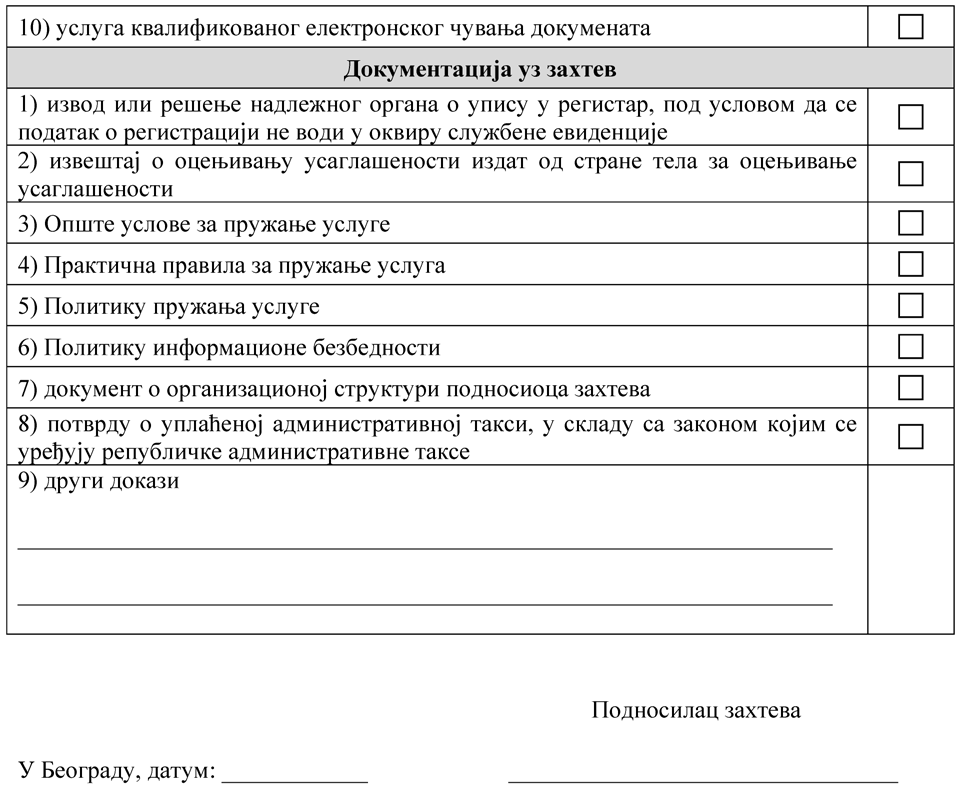 10) услуга квалификованог електронског чувања докумената
Документација уз захтев
1) извод или решење надлежног органа о упису у регистар, под условом да се
податак о регистрацији не води у оквиру службене евиденције
2) извештај о оцењивању усаглашености издат од стране тела за оцењивање
усаглашености
3) Опште услове за пружање услуге
4) Практична правила за пружање услуга
5) Политику пружања услуге
6) Политику информационе безбедности
7) документ о организационој структури подносиоца захтева
8) потврду о уплаћеној административној такси, у складу са законом којим се
уређују републичке административне таксе
9) други докази
Подносилац захтева
У Београду, датум: ____________